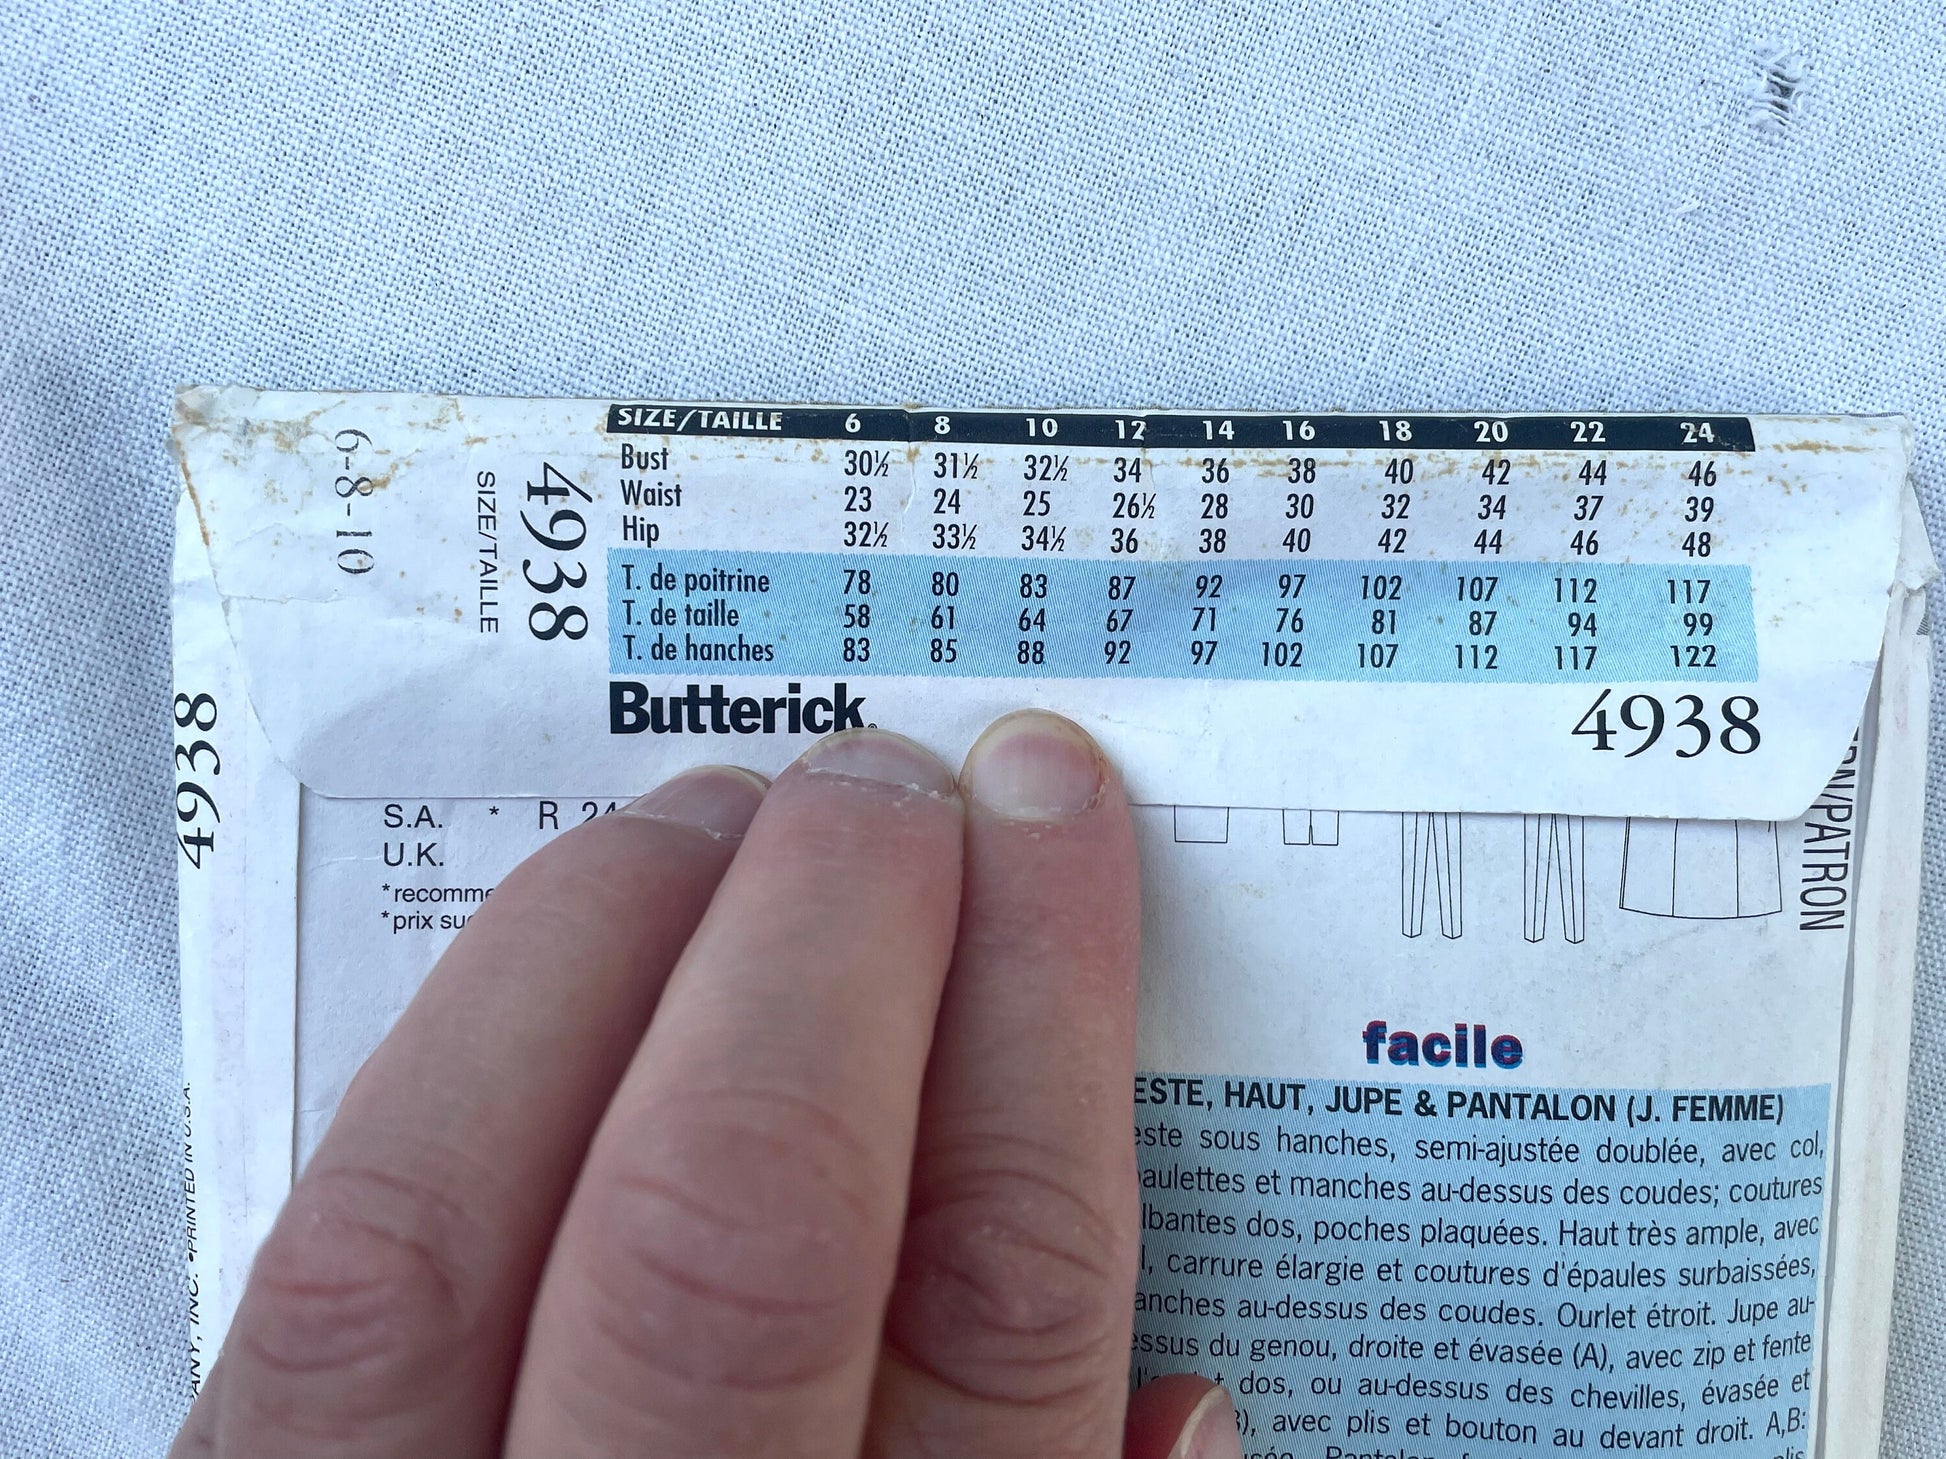 SIZE/TAILLE 6 8 10 12 14 16 18 20 22 24
Bust 30½ 31½ 32½ 34 36 38 40 42 44 46
Waist 23 24 25 26½ 28 30 32 34 37 39
Hip 32½ 33½ 34½ 36 38 40 42 44 46 48
T. de poitrine 78 80 83 87 92 97 102 107 112 117
T. de taille 58 61 64 67 71 76 81 87 94 99
T. de hanches 83 85 88 92 97 102 107 112 117 122
Butterick® 4938
4938
SIZE/TAILLE
6-8-10
4938
INC. •PRINTED IN U.S.A.
S.A. * R
U.K.
*
*prix
/PATRON
facile
HAUT, JUPE & PANTALON (J. FEMME)
sous hanches, semi-ajustée doublée, avec col,
et manches au-dessus des coudes; coutures
dos, poches plaquées. Haut très ample, avec
carrure élargie et coutures d'épaules surbaissées,
au-dessus des coudes. Ourlet étroit. Jupe au-
du genou, droite et évasée (A), avec zip et fente
dos, ou au-dessus des chevilles, évasée et
avec plis et bouton au devant droit. A,B: